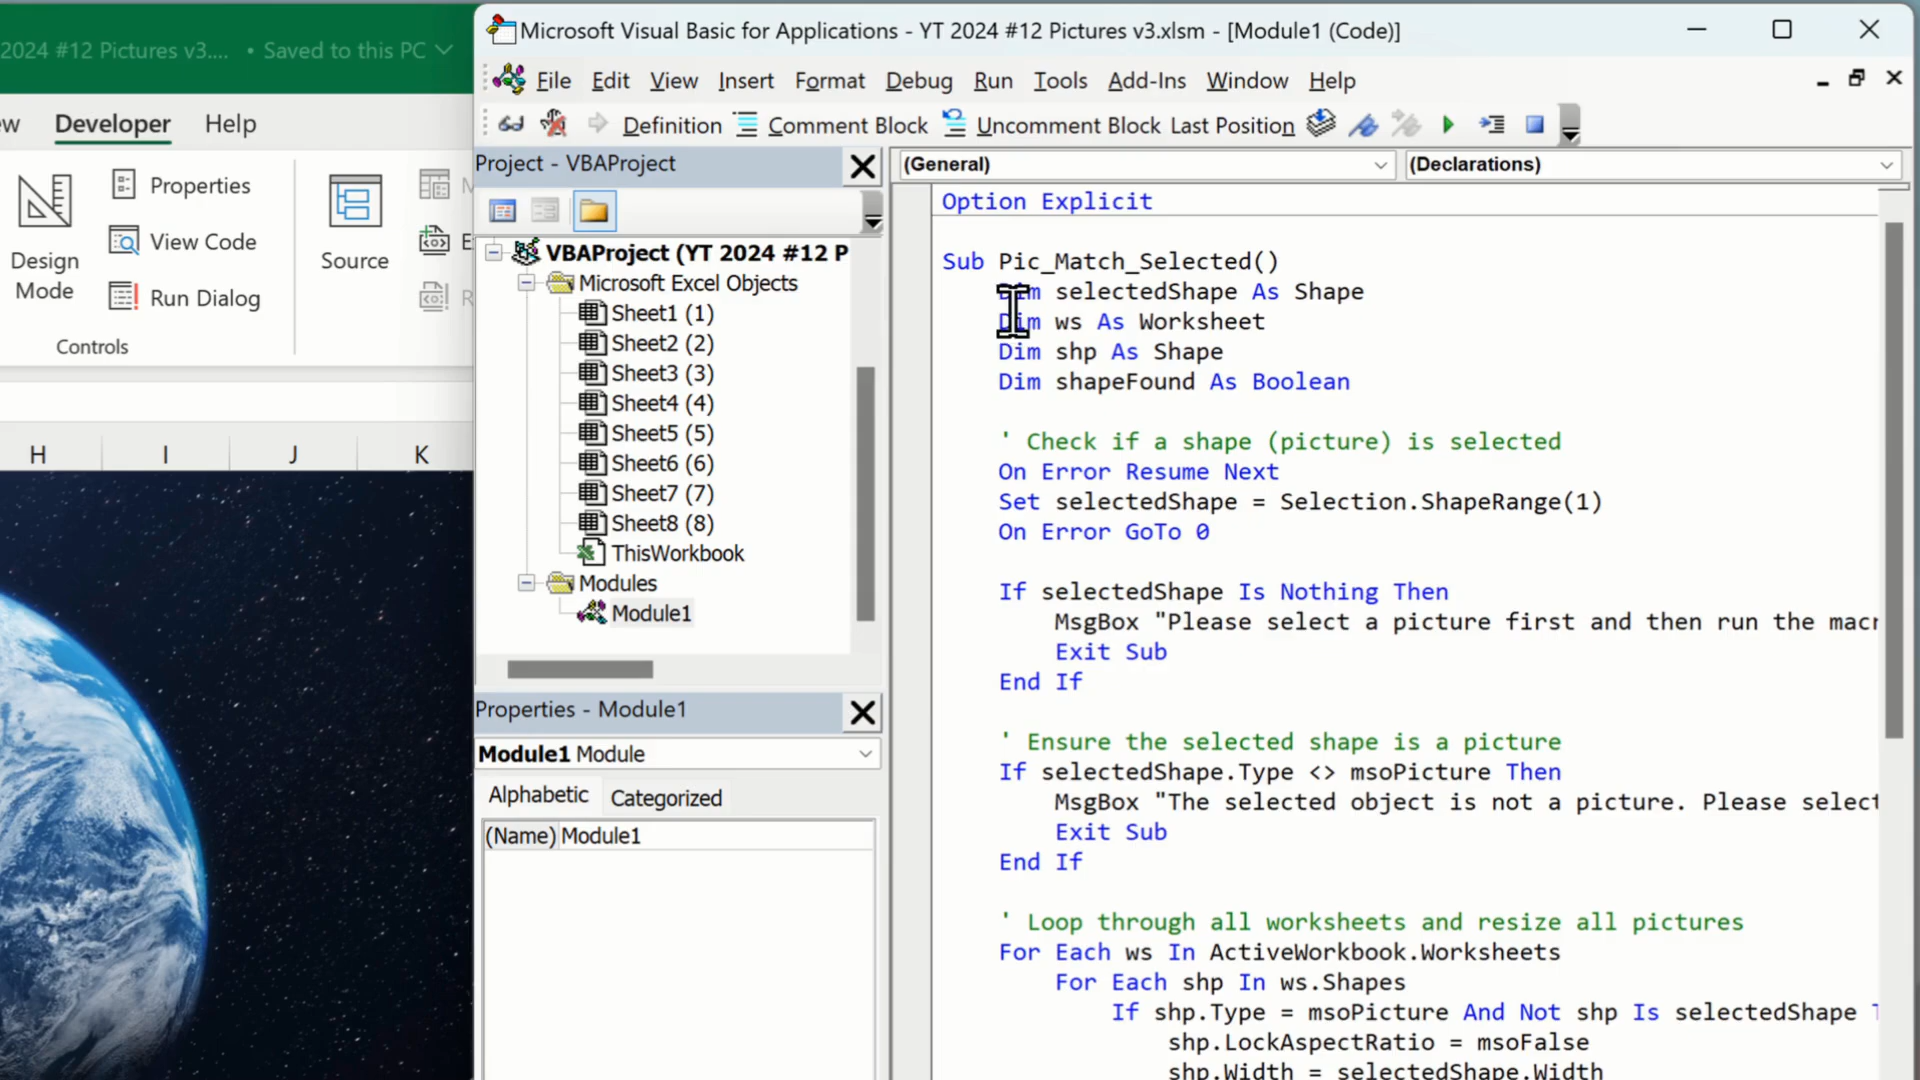 2024 #12 Pictures v3.... • Saved to this PC
Developer Help
Properties
View Code
Run Dialog
Design Mode
Source
Controls
H I J K
Microsoft Visual Basic for Applications - YT 2024 #12 Pictures v3.xlsm - [Module1 (Code)]
File Edit View Insert Format Debug Run Tools Add-Ins Window Help
Definition Comment Block Uncomment Block Last Position
Project - VBAProject
VBAProject (YT 2024 #12 P
Microsoft Excel Objects
Sheet1 (1)
Sheet2 (2)
Sheet3 (3)
Sheet4 (4)
Sheet5 (5)
Sheet6 (6)
Sheet7 (7)
Sheet8 (8)
ThisWorkbook
Modules
Module1
Properties - Module1
Module1 Module
Alphabetic Categorized
(Name) Module1
(General) (Declarations)
Option Explicit
Sub Pic_Match_Selected()
Dim selectedShape As Shape
Dim ws As Worksheet
Dim shp As Shape
Dim shapeFound As Boolean
' Check if a shape (picture) is selected
On Error Resume Next
Set selectedShape = Selection.ShapeRange(1)
On Error GoTo 0
If selectedShape Is Nothing Then
MsgBox "Please select a picture first and then run the macr
Exit Sub
End If
' Ensure the selected shape is a picture
If selectedShape.Type <> msoPicture Then
MsgBox "The selected object is not a picture. Please select
Exit Sub
End If
' Loop through all worksheets and resize all pictures
For Each ws In ActiveWorkbook.Worksheets
For Each shp In ws.Shapes
If shp.Type = msoPicture And Not shp Is selectedShape T
shp.LockAspectRatio = msoFalse
shp.Width = selectedShape.Width